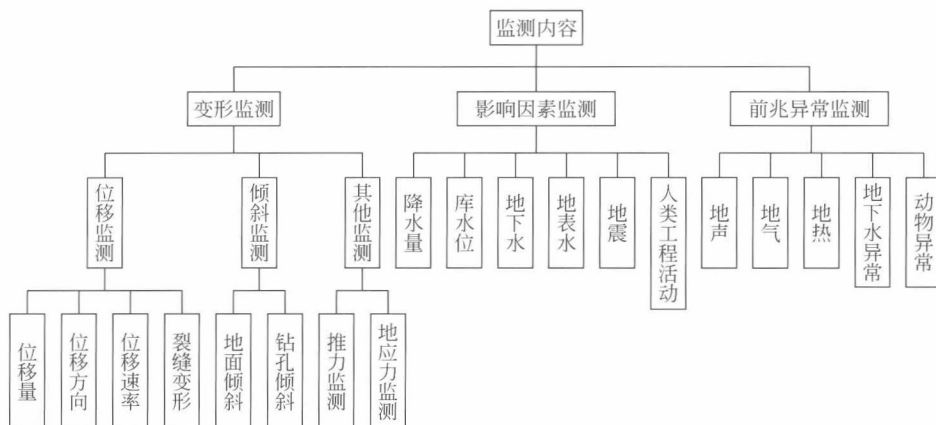 监测内容
变形监测
影响因素监测
前兆异常监测
位移监测
倾斜监测
其他监测
降水量
库水位
地下水
地表水
地震
人类工程活动
地声
地气
地热
地下水异常
动物异常
位移量
位移方向
位移速率
裂缝变形
地面倾斜
钻孔倾斜
推力监测
地应力监测